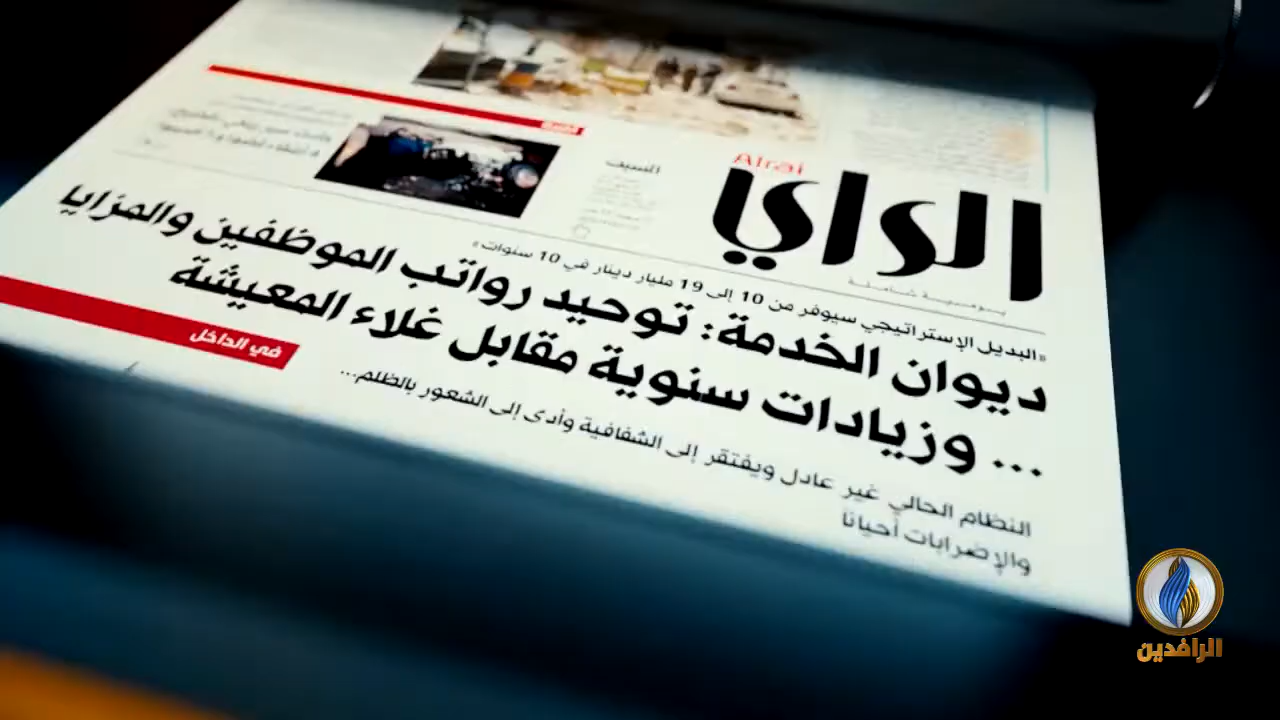 Alrai
الراي
يومية شاملة
السبت
«البديل الإستراتيجي سيوفر من 10 إلى 19 مليار دينار في 10 سنوات»
ديوان الخدمة: توحيد رواتب الموظفين والمزايا
... وزيادات سنوية مقابل غلاء المعيشة
في الداخل
النظام الحالي غير عادل ويفتقر إلى الشفافية وأدى إلى الشعور بالظلم...
والإضرابات أحياناً
الرافدين